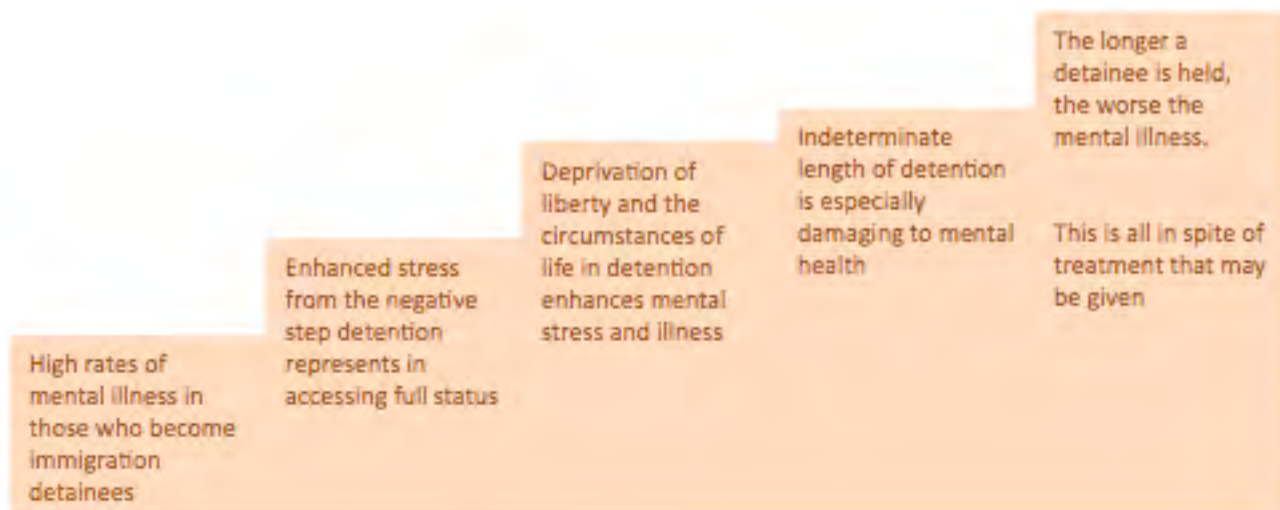 High rates of
mental illness in
those who become
immigration
detainees
Enhanced stress
from the negative
step detention
represents in
accessing full status
Deprivation of
liberty and the
circumstances of
life in detention
enhances mental
stress and illness
Indeterminate
length of detention
is especially
damaging to mental
health
The longer a
detainee is held,
the worse the
mental illness.
This is all in spite of
treatment that may
be given